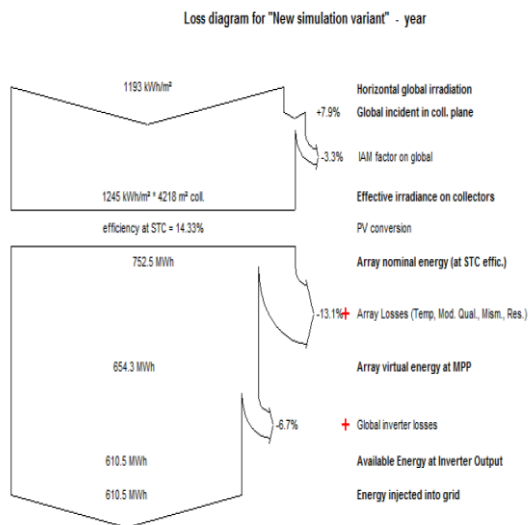 Loss diagram for "New simulation variant" - year
1193 kWh/m² Horizontal global irradiation
+7.9% Global incident in coll. plane
-3.3% IAM factor on global
1245 kWh/m² * 4218 m² coll. Effective irradiance on collectors
efficiency at STC = 14.33% PV conversion
752.5 MWh Array nominal energy (at STC effic.)
-13.1% + Array Losses (Temp, Mod. Qual., Mism., Res.)
654.3 MWh Array virtual energy at MPP
-6.7% + Global inverter losses
610.5 MWh Available Energy at Inverter Output
610.5 MWh Energy injected into grid